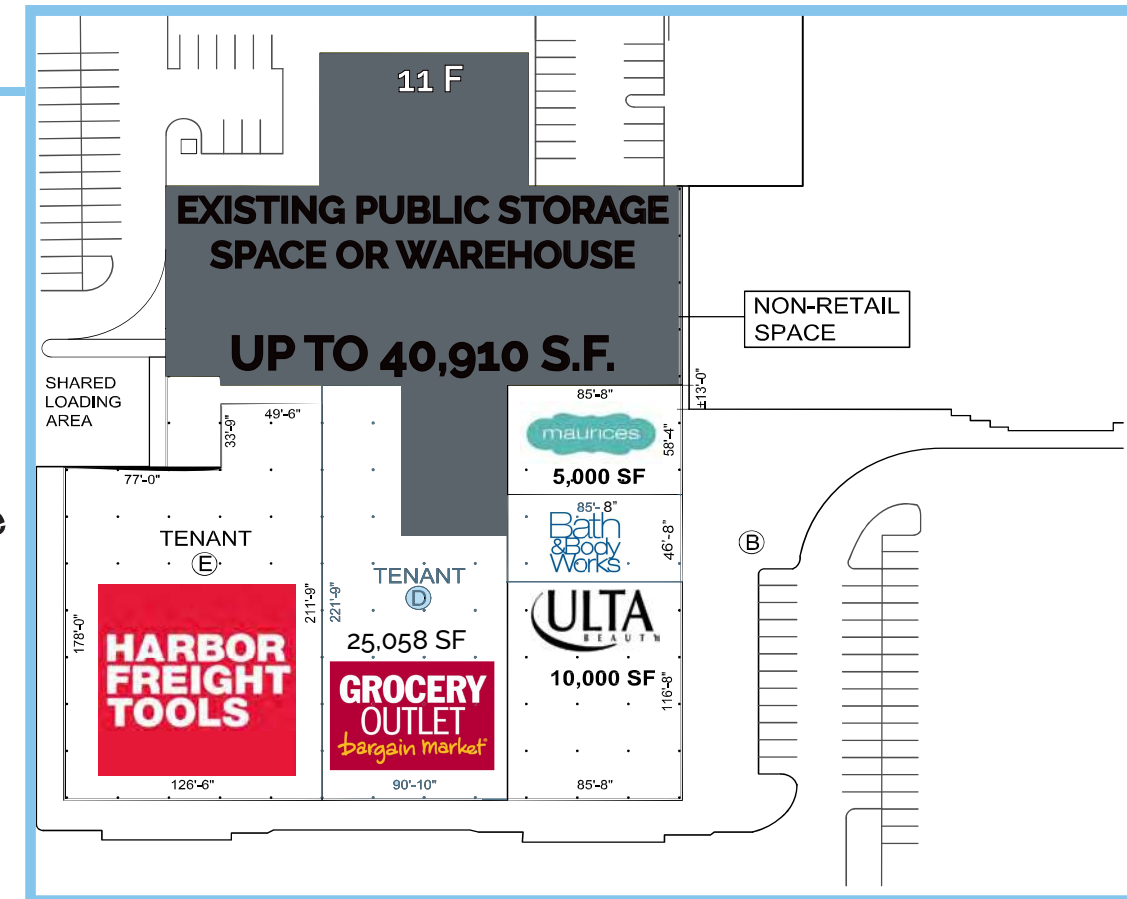 11 F
EXISTING PUBLIC STORAGE
SPACE OR WAREHOUSE
UP TO 40,910 S.F.
NON-RETAIL
SPACE
SHARED
LOADING
AREA
±13'-0"
49'-6"
33'-9"
77'-0"
85'-8"
maurices
58'-4"
5,000 SF
85'-8"
Bath
&Body
Works
46'-8"
B
TENANT
E
178'-0"
211'-9"
HARBOR
FREIGHT
TOOLS
126'-6"
TENANT
D
221'-9"
25,058 SF
GROCERY
OUTLET
bargain market
90'-10"
ULTA
BEAUTY
10,000 SF
116'-8"
85'-8"
e